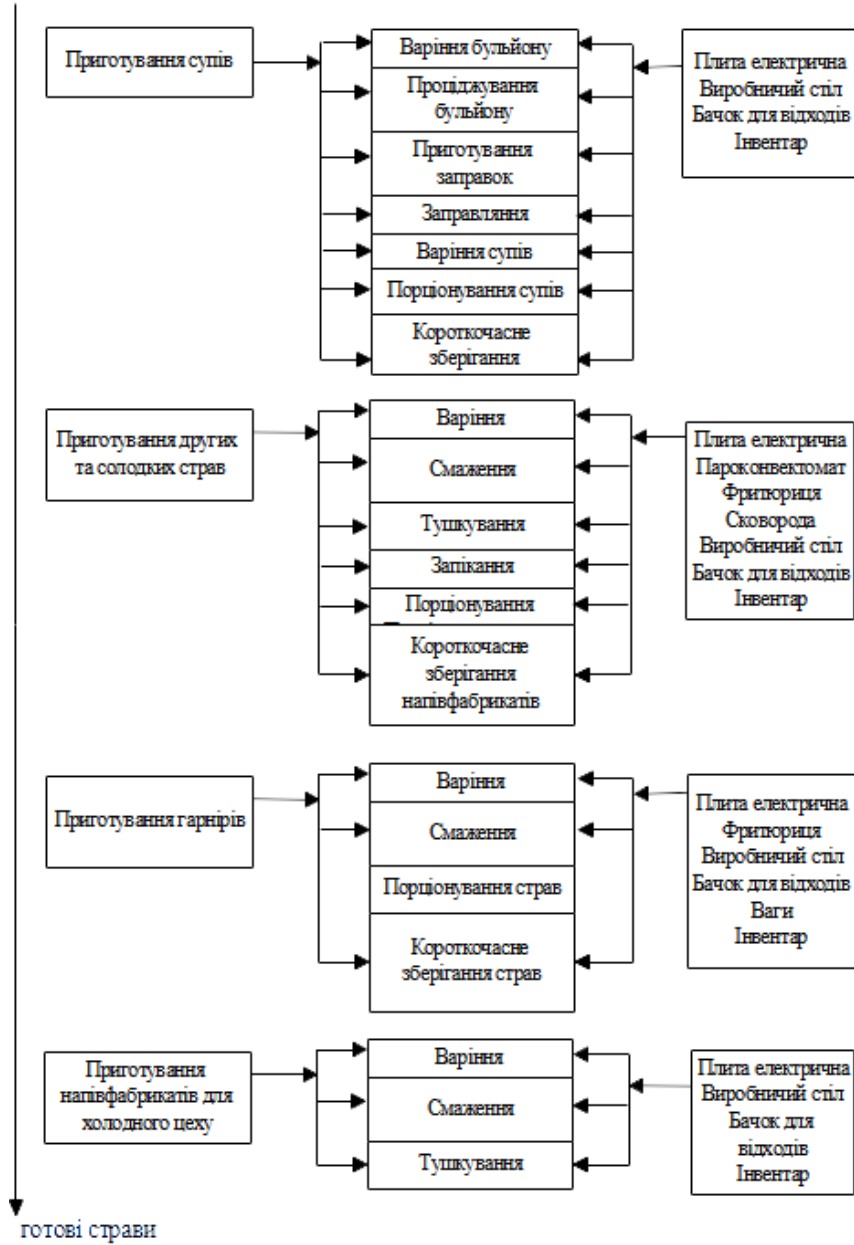 Приготування супів
Варіння бульйону
Проціджування
бульйону
Приготування
заправок
Заправляння
Варіння супів
Порціонування супів
Короткочасне
зберігання
Плита електрична
Виробничий стіл
Бачок для відходів
Інвентар
Приготування других
та солодких страв
Варіння
Смаження
Тушкування
Запікання
Порціонування
Короткочасне
зберігання
напівфабрикатів
Плита електрична
Пароконвектомат
Фритюриця
Сковорода
Виробничий стіл
Бачок для відходів
Інвентар
Приготування гарнірів
Варіння
Смаження
Порціонування страв
Короткочасне
зберігання страв
Плита електрична
Фритюриця
Виробничий стіл
Бачок для відходів
Ваги
Інвентар
Приготування
напівфабрикатів для
холодного цеху
Варіння
Смаження
Тушкування
Плита електрична
Виробничий стіл
Бачок для
відходів
Інвентар
готові страви